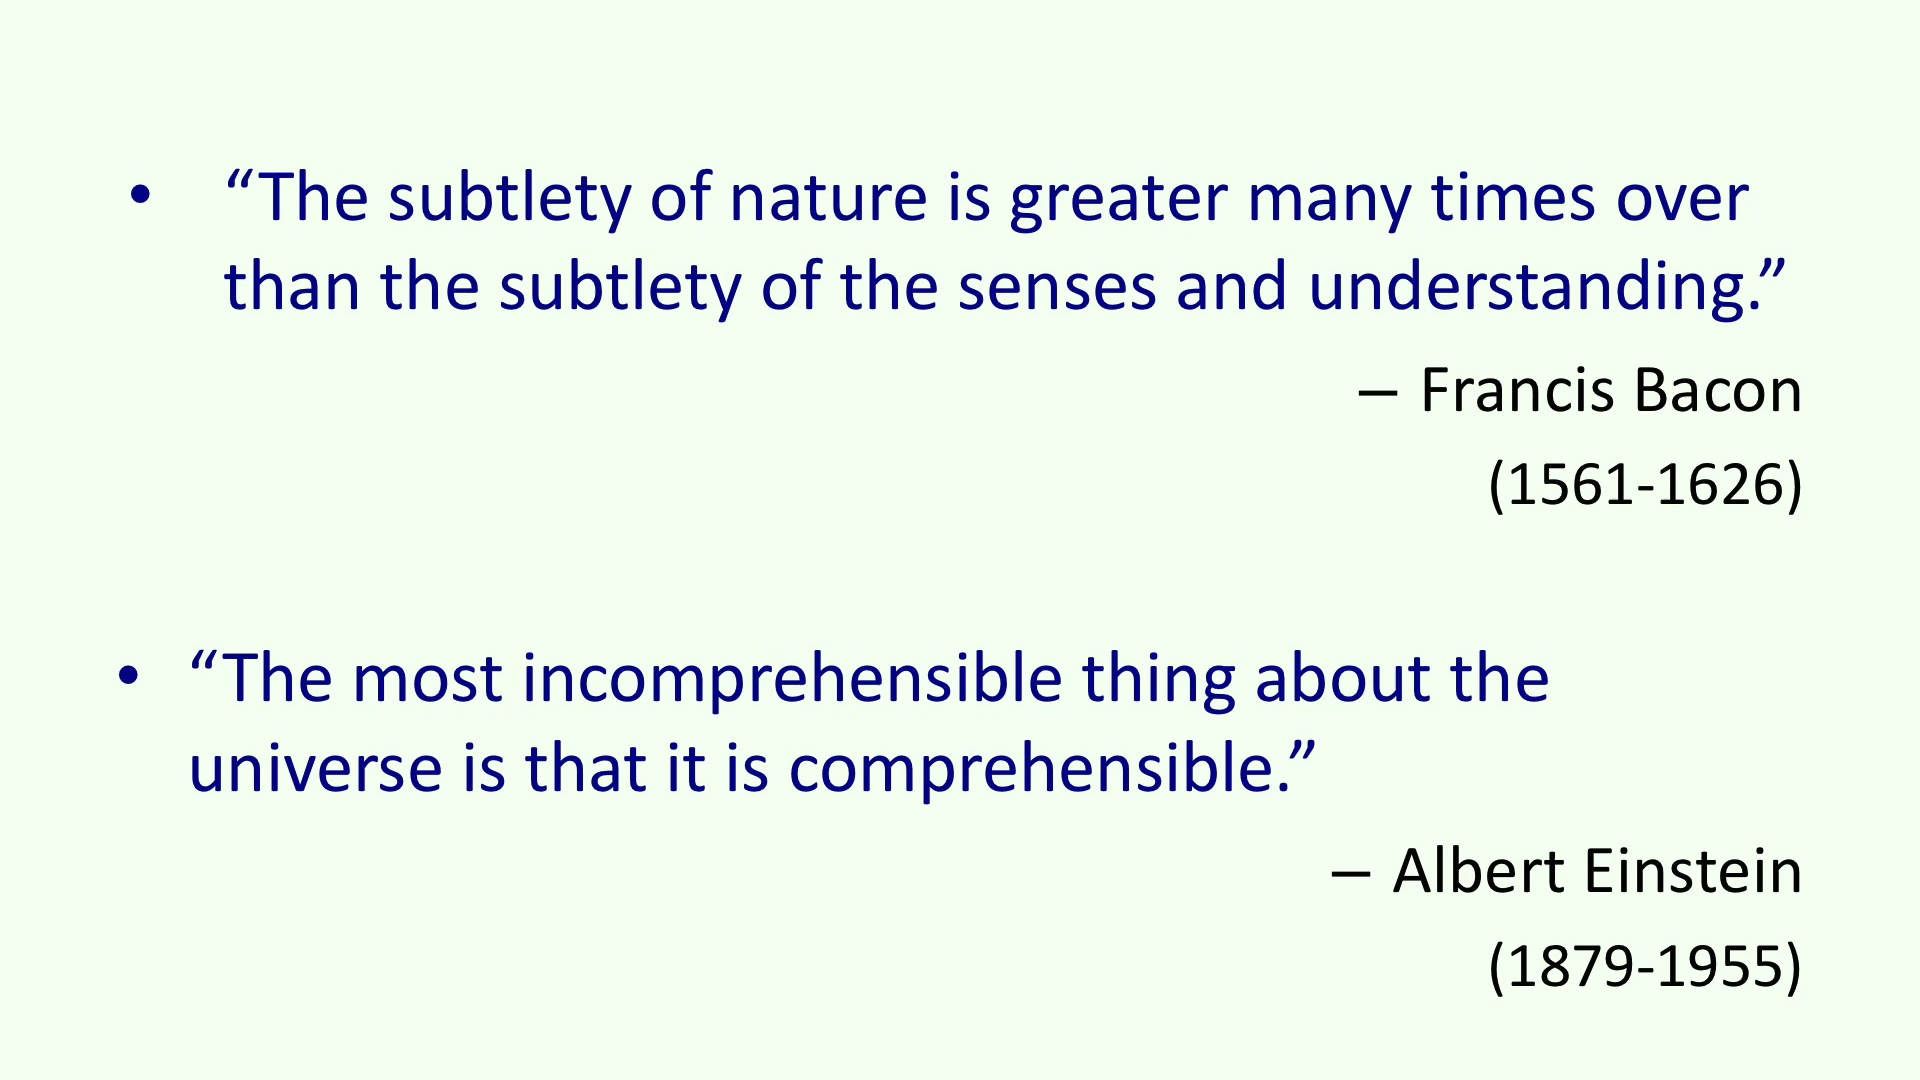 • “The subtlety of nature is greater many times over
than the subtlety of the senses and understanding.”
– Francis Bacon
(1561-1626)
• “The most incomprehensible thing about the
universe is that it is comprehensible.”
– Albert Einstein
(1879-1955)